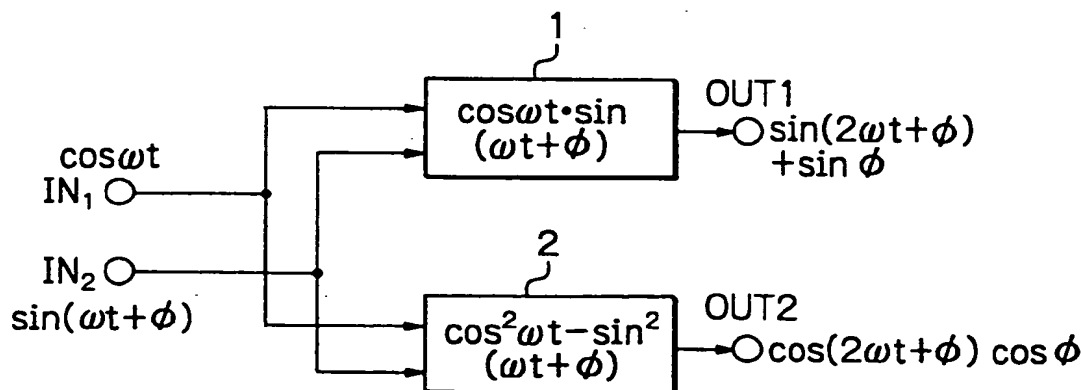 1
cosωt•sin
(ωt+ϕ)
OUT1
sin(2ωt+ϕ)
+sin ϕ
cosωt
IN₁
IN₂
sin(ωt+ϕ)
2
cos²ωt−sin²
(ωt+ϕ)
OUT2
cos(2ωt+ϕ) cos ϕ